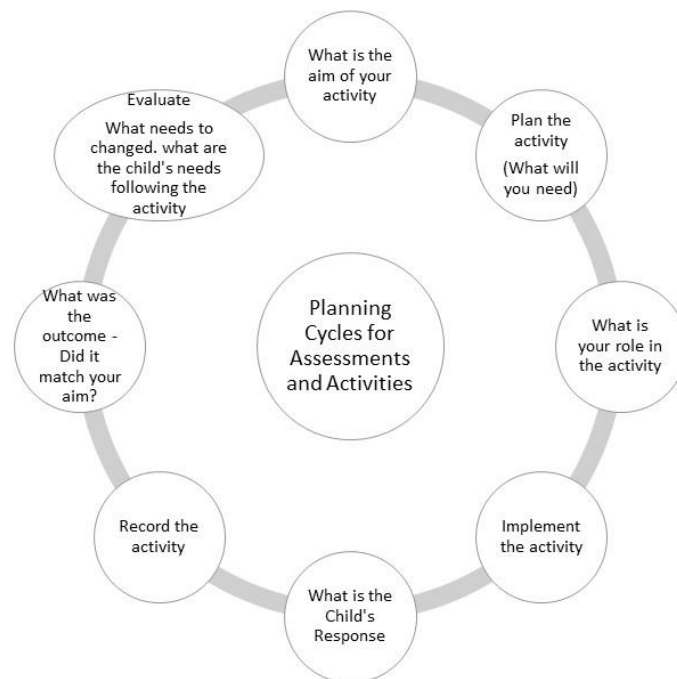 What is the
aim of your
activity
Plan the
activity
(What will
you need)
What is
your role in
the activity
Implement
the activity
What is the
Child's
Response
Record the
activity
What was
the
outcome -
Did it
match your
aim?
Evaluate
What needs to
changed. what are
the child's needs
following the
activity
Planning
Cycles for
Assessments
and Activities